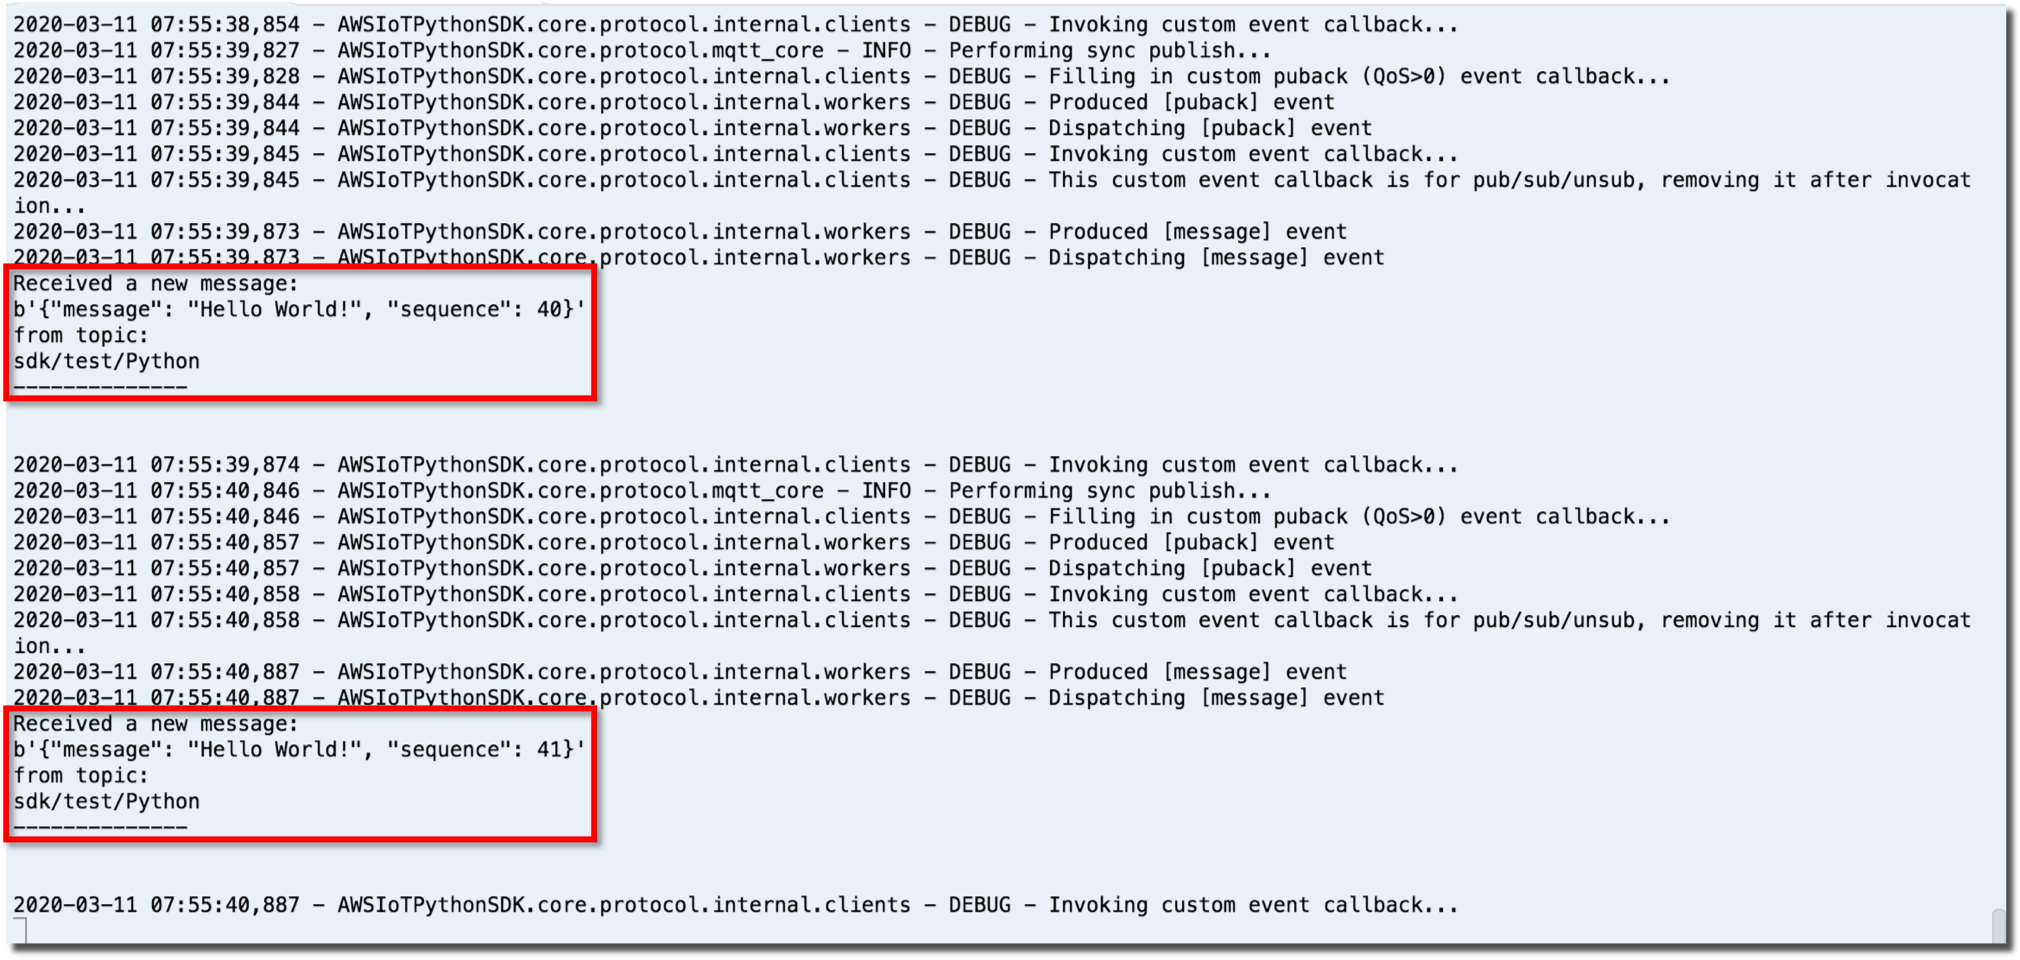 2020-03-11 07:55:38,854 - AWSIoTPythonSDK.core.protocol.internal.clients - DEBUG - Invoking custom event callback...
2020-03-11 07:55:39,827 - AWSIoTPythonSDK.core.protocol.mqtt_core - INFO - Performing sync publish...
2020-03-11 07:55:39,828 - AWSIoTPythonSDK.core.protocol.internal.clients - DEBUG - Filling in custom puback (QoS>0) event callback...
2020-03-11 07:55:39,844 - AWSIoTPythonSDK.core.protocol.internal.workers - DEBUG - Produced [puback] event
2020-03-11 07:55:39,844 - AWSIoTPythonSDK.core.protocol.internal.workers - DEBUG - Dispatching [puback] event
2020-03-11 07:55:39,845 - AWSIoTPythonSDK.core.protocol.internal.clients - DEBUG - Invoking custom event callback...
2020-03-11 07:55:39,845 - AWSIoTPythonSDK.core.protocol.internal.clients - DEBUG - This custom event callback is for pub/sub/unsub, removing it after invocat
ion...
2020-03-11 07:55:39,873 - AWSIoTPythonSDK.core.protocol.internal.workers - DEBUG - Produced [message] event
2020-03-11 07:55:39,873 - AWSIoTPythonSDK.core.protocol.internal.workers - DEBUG - Dispatching [message] event
Received a new message:
b'{"message": "Hello World!", "sequence": 40}'
from topic:
sdk/test/Python
--------------
2020-03-11 07:55:39,874 - AWSIoTPythonSDK.core.protocol.internal.clients - DEBUG - Invoking custom event callback...
2020-03-11 07:55:40,846 - AWSIoTPythonSDK.core.protocol.mqtt_core - INFO - Performing sync publish...
2020-03-11 07:55:40,846 - AWSIoTPythonSDK.core.protocol.internal.clients - DEBUG - Filling in custom puback (QoS>0) event callback...
2020-03-11 07:55:40,857 - AWSIoTPythonSDK.core.protocol.internal.workers - DEBUG - Produced [puback] event
2020-03-11 07:55:40,857 - AWSIoTPythonSDK.core.protocol.internal.workers - DEBUG - Dispatching [puback] event
2020-03-11 07:55:40,858 - AWSIoTPythonSDK.core.protocol.internal.clients - DEBUG - Invoking custom event callback...
2020-03-11 07:55:40,858 - AWSIoTPythonSDK.core.protocol.internal.clients - DEBUG - This custom event callback is for pub/sub/unsub, removing it after invocat
ion...
2020-03-11 07:55:40,887 - AWSIoTPythonSDK.core.protocol.internal.workers - DEBUG - Produced [message] event
2020-03-11 07:55:40,887 - AWSIoTPythonSDK.core.protocol.internal.workers - DEBUG - Dispatching [message] event
Received a new message:
b'{"message": "Hello World!", "sequence": 41}'
from topic:
sdk/test/Python
--------------
2020-03-11 07:55:40,887 - AWSIoTPythonSDK.core.protocol.internal.clients - DEBUG - Invoking custom event callback...